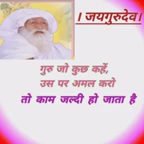 । जयगुरुदेव।
गुरु जो कुछ कहें,
उस पर अमल करो
तो काम जल्दी हो जाता है